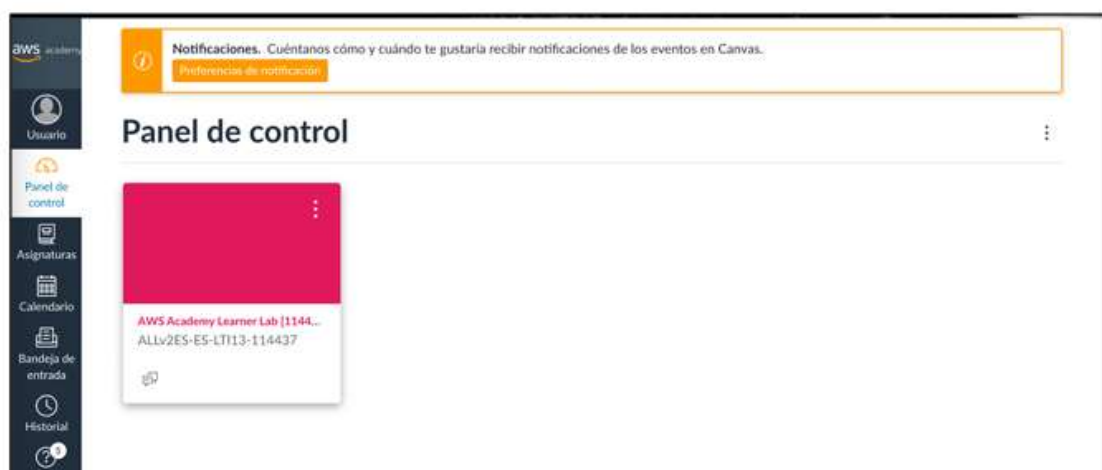 aws academy
Usuario
Panel de
control
Asignaturas
Calendario
Bandeja de
entrada
Historial
5
Notificaciones. Cuéntanos cómo y cuándo te gustaría recibir notificaciones de los eventos en Canvas.
Preferencias de notificación
Panel de control
AWS Academy Learner Lab [1144...
ALLv2ES-ES-LTI13-114437